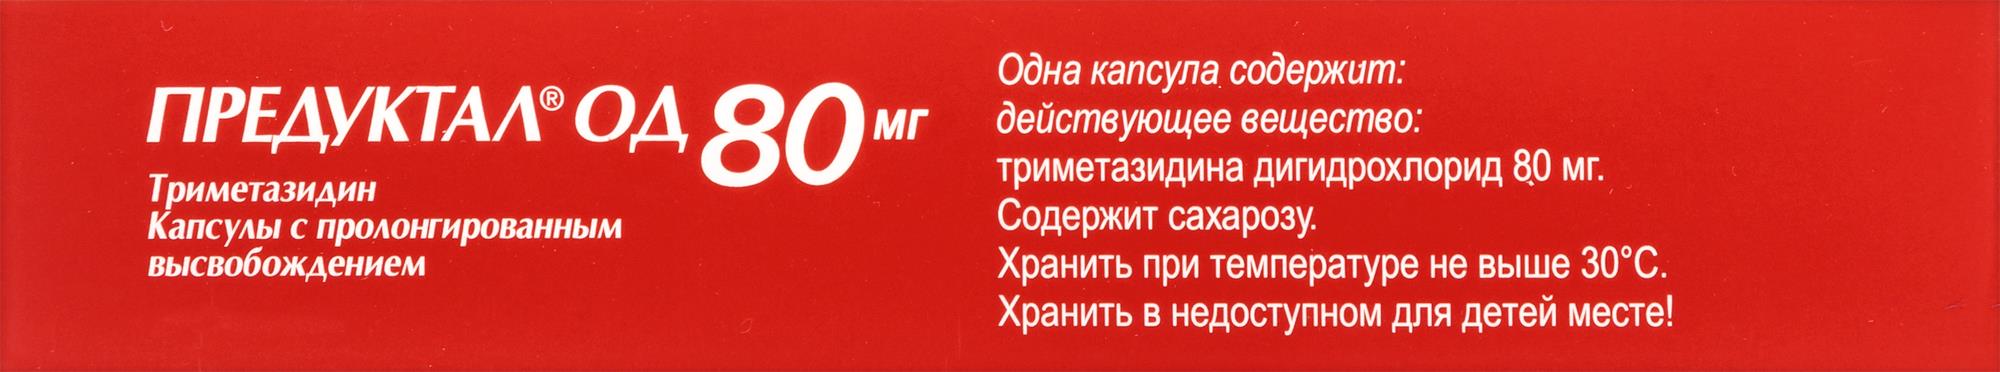 ПРЕДУКТАЛ® ОД 80 мг
Триметазидин
Капсулы с пролонгированным
высвобождением
Одна капсула содержит:
действующее вещество:
триметазидина дигидрохлорид 80 мг.
Содержит сахарозу.
Хранить при температуре не выше 30°C.
Хранить в недоступном для детей месте!